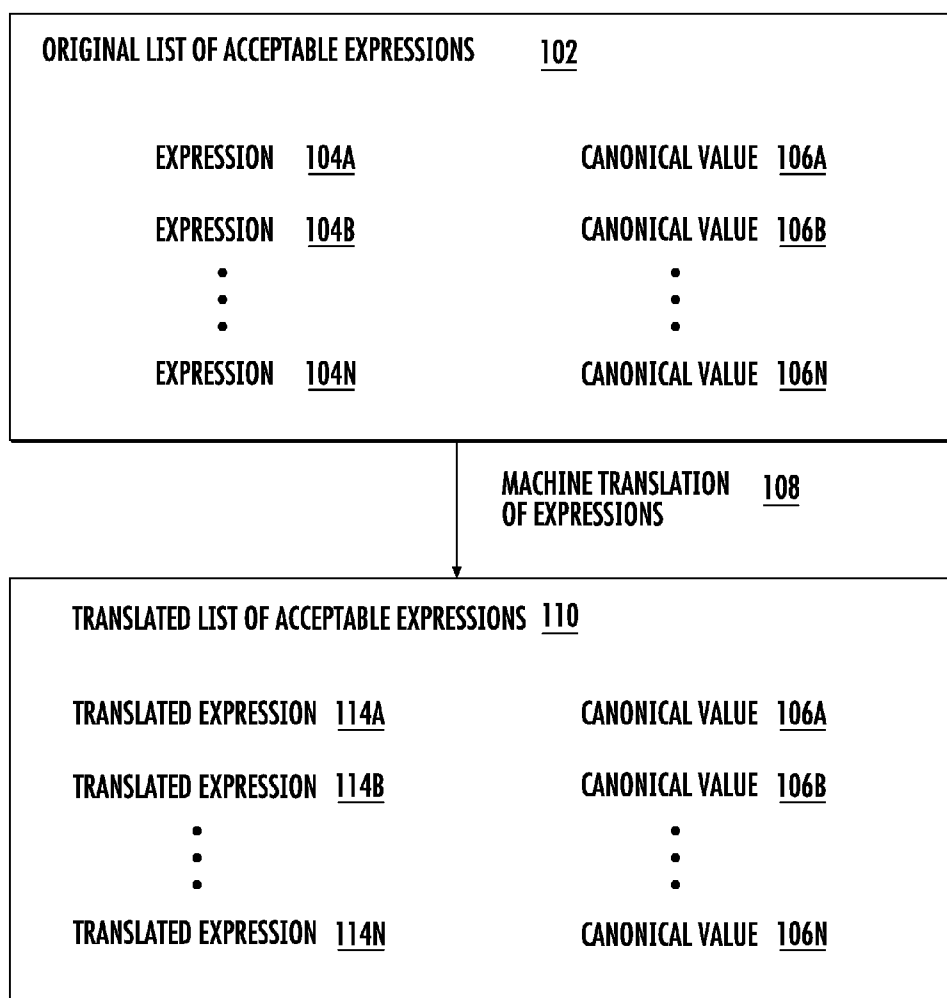 ORIGINAL LIST OF ACCEPTABLE EXPRESSIONS 102
EXPRESSION 104A CANONICAL VALUE 106A
EXPRESSION 104B CANONICAL VALUE 106B
EXPRESSION 104N CANONICAL VALUE 106N
MACHINE TRANSLATION 108
OF EXPRESSIONS
TRANSLATED LIST OF ACCEPTABLE EXPRESSIONS 110
TRANSLATED EXPRESSION 114A CANONICAL VALUE 106A
TRANSLATED EXPRESSION 114B CANONICAL VALUE 106B
TRANSLATED EXPRESSION 114N CANONICAL VALUE 106N